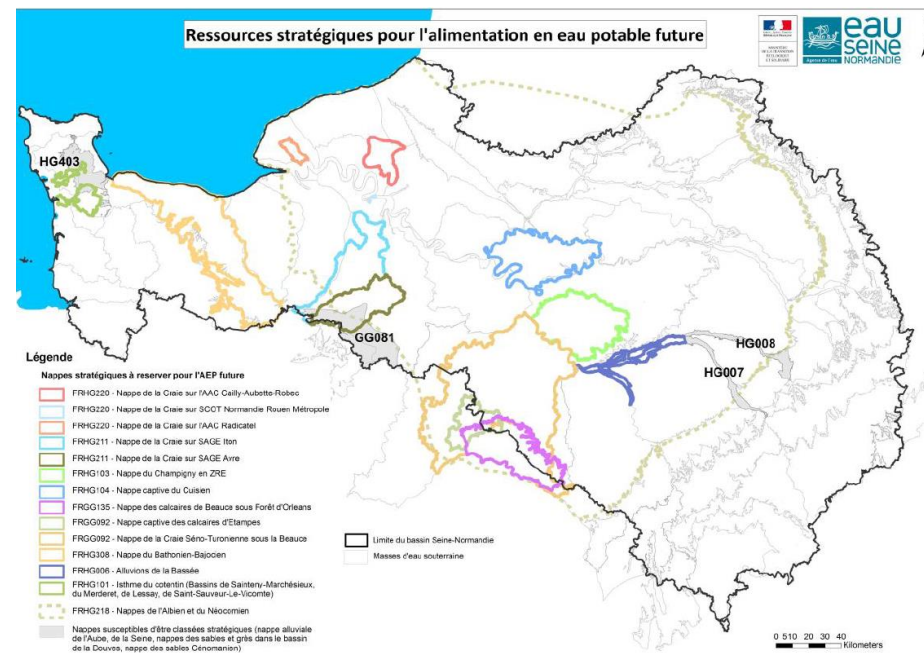 Ressources stratégiques pour l'alimentation en eau potable future
eau
SEINE
NORMANDIE
Agence de l'eau
HG403
GG081
HG008
HG007
Légende
Nappes stratégiques à reserver pour l'AEP future
FRHG220 - Nappe de la Craie sur l'AAC Cailly-Aubette-Robec
FRHG220 - Nappe de la Craie sur SCOT Normandie Rouen Métropole
FRHG220 - Nappe de la Craie sur l'AAC Radicatel
FRHG211 - Nappe de la Craie sur SAGE Iton
FRHG211 - Nappe de la Craie sur SAGE Avre
FRHG103 - Nappe du Champigny en ZRE
FRHG104 - Nappe captive du Cuisien
FRGG135 - Nappe des calcaires de Beauce sous Forêt d'Orleans
FRGG092 - Nappe captive des calcaires d'Etampes
FRGG092 - Nappe de la Craie Séno-Turonienne sous la Beauce
FRHG308 - Nappe du Bathonien-Bajocien
FRHG006 - Alluvions de la Bassée
FRHG101 - Isthme du cotentin (Bassins de Sainteny-Marchésieux,
du Merderet, de Lessay, de Saint-Sauveur-Le-Vicomte)
FRHG218 - Nappes de l'Albien et du Néocomien
Nappes susceptibles d'être classées stratégiques (nappe alluviale
de l'Aube, de la Seine, nappes des sables et grès dans le bassin
de la Douves, nappe des sables Cénomanien)
Limite du bassin Seine-Normandie
Masses d'eau souterraine
0 510 20 30 40
Kilometers